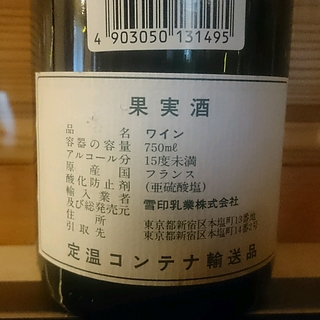 4 903050 131495
果実酒
品名 ワイン
容器の容量 750mℓ
アルコール分 15度未満
原産国 フランス
酸化防止剤 (亜硫酸塩)
輸入業者及び総発売元 雪印乳業株式会社
住所 東京都新宿区本塩町13番地
引取先 東京都新宿区本塩町14番2号
定温コンテナ輸送品